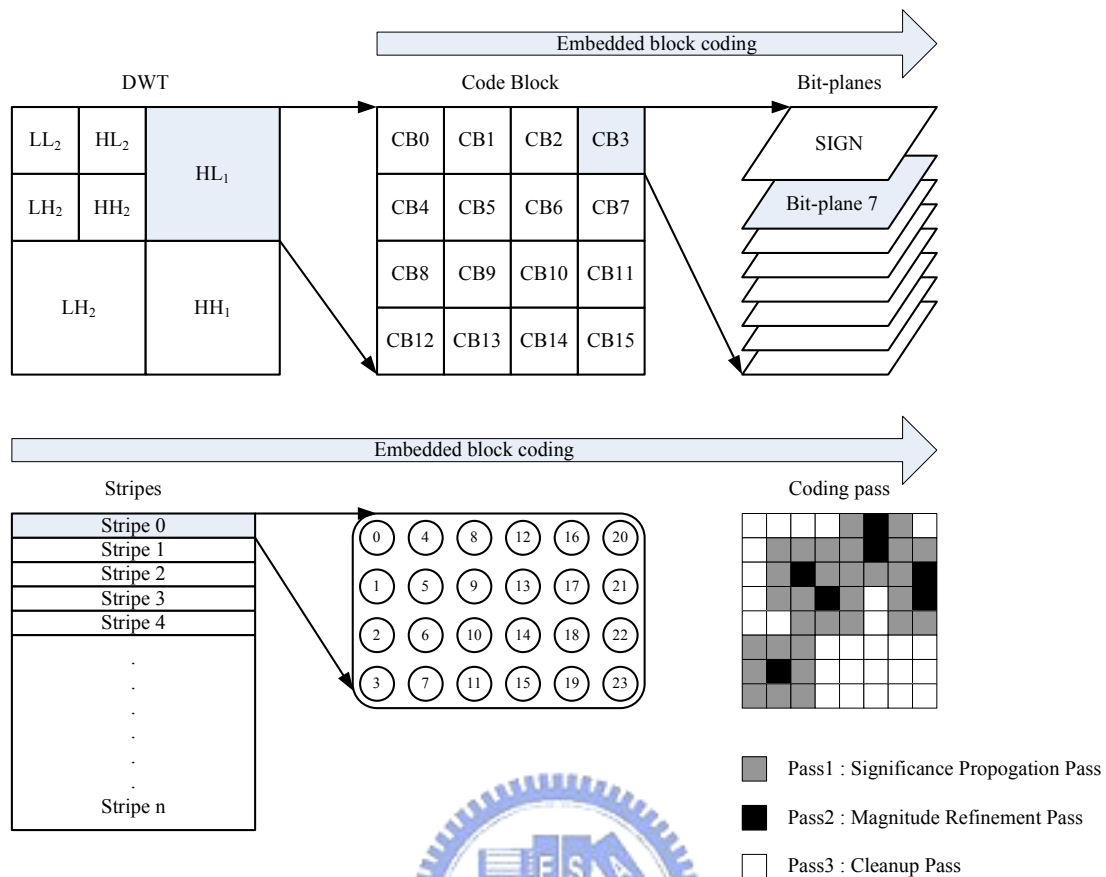 Embedded block coding
DWT
Code Block
Bit-planes
LL₂ HL₂
HL₁
LH₂ HH₂
LH₂ HH₁
CB0 CB1 CB2 CB3
CB4 CB5 CB6 CB7
CB8 CB9 CB10 CB11
CB12 CB13 CB14 CB15
SIGN
Bit-plane 7
Embedded block coding
Stripes
Coding pass
Stripe 0
Stripe 1
Stripe 2
Stripe 3
Stripe 4
.
.
.
.
.
.
Stripe n
0 4 8 12 16 20
1 5 9 13 17 21
2 6 10 14 18 22
3 7 11 15 19 23
Pass1 : Significance Propogation Pass
Pass2 : Magnitude Refinement Pass
Pass3 : Cleanup Pass